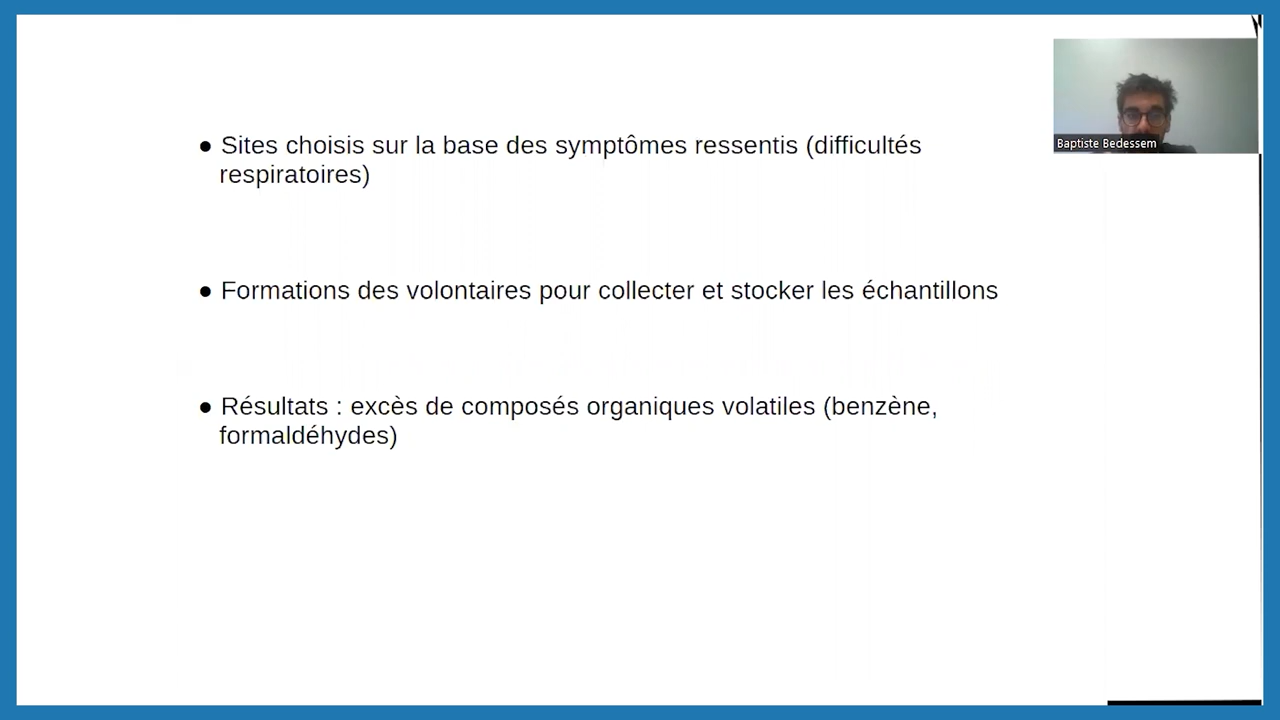 ● Sites choisis sur la base des symptômes ressentis (difficultés
respiratoires)
● Formations des volontaires pour collecter et stocker les échantillons
● Résultats : excès de composés organiques volatiles (benzène,
formaldéhydes)
Baptiste Bedessem